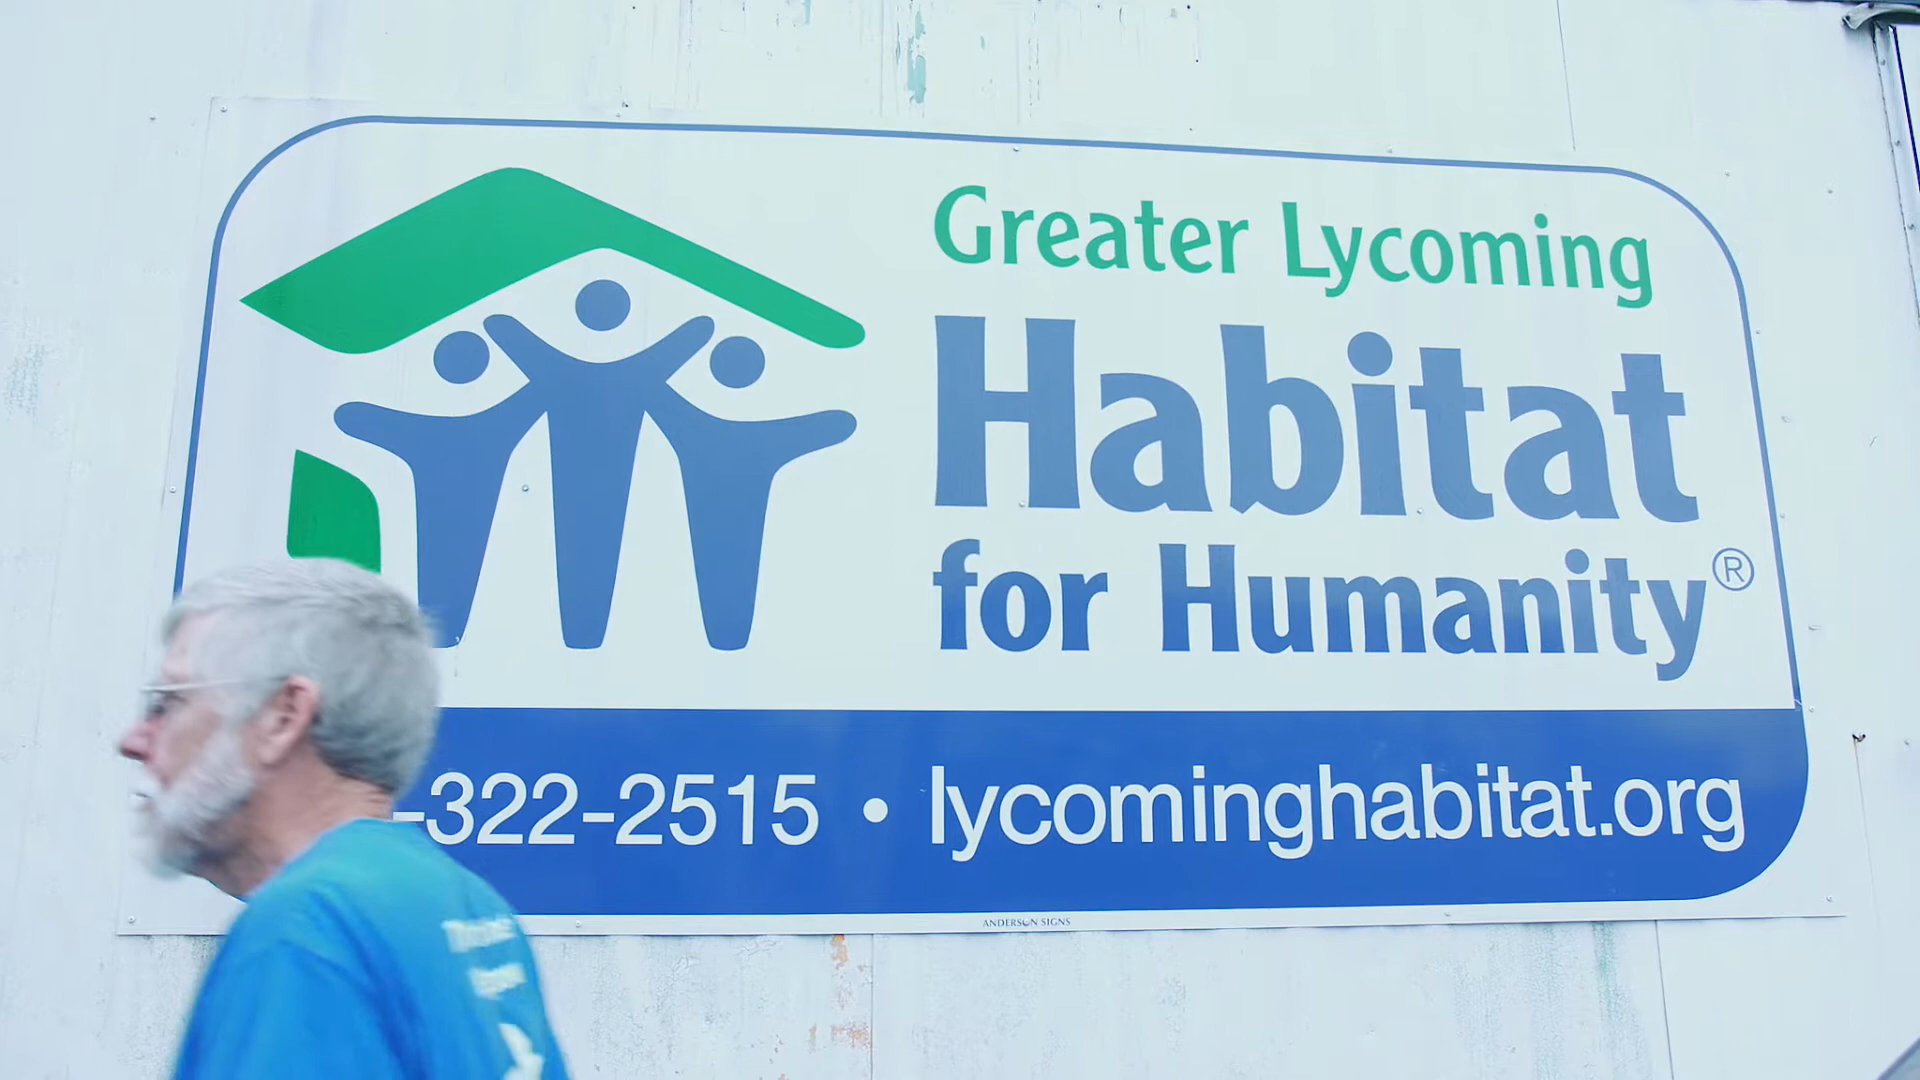 Greater Lycoming
Habitat
for Humanity®
-322-2515 • lycominghabitat.org
ANDERSON SIGNS